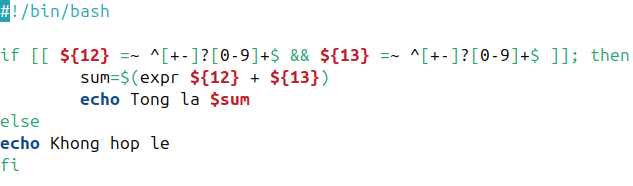 #!/bin/bash
if [[ ${12} =~ ^[+-]?[0-9]+$ && ${13} =~ ^[+-]?[0-9]+$ ]]; then
sum=$(expr ${12} + ${13})
echo Tong la $sum
else
echo Khong hop le
fi